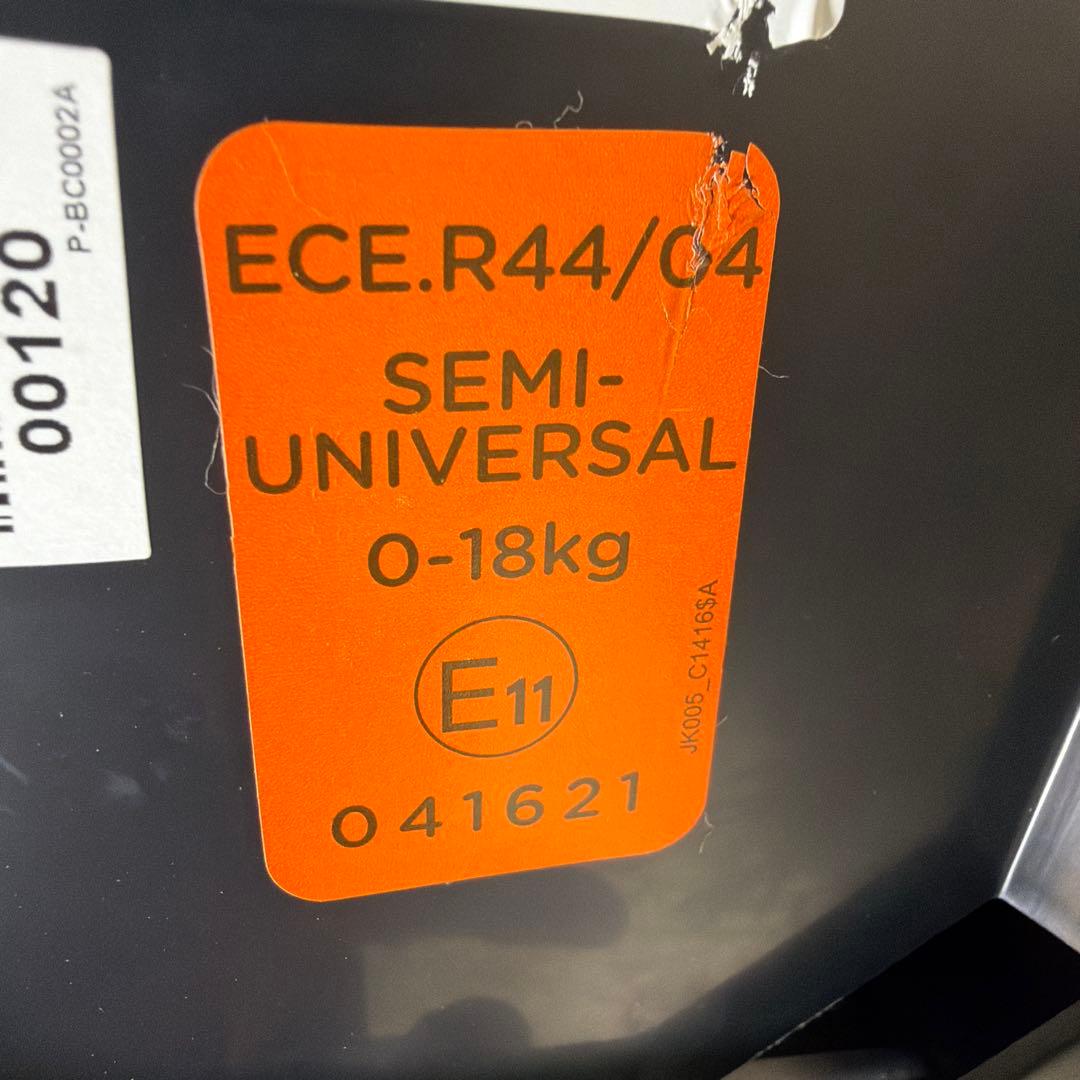 ECE.R44/04
SEMI-
UNIVERSAL
0-18kg
E11
041621
JK005_C1416$A
00120
P-BC0002A